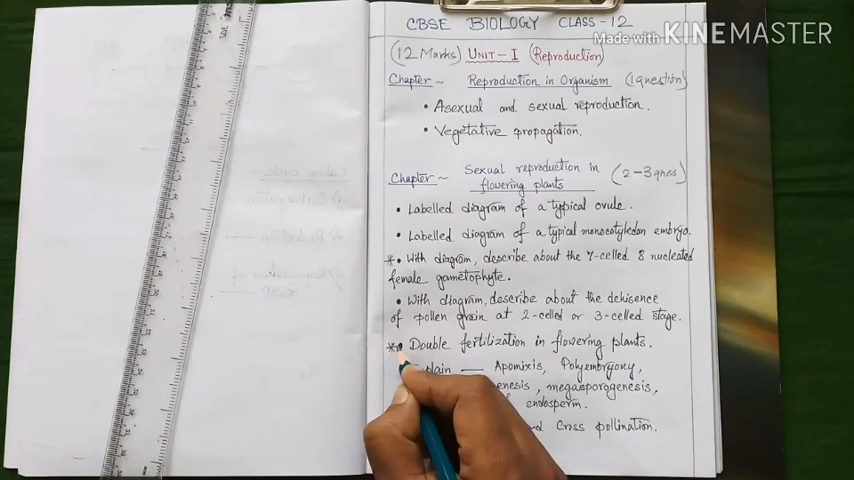 CBSE BIOLOGY CLASS-12
Made with KINEMASTER
(12 Marks) UNIT-I (Reproduction)
Chapter ~ Reproduction in Organism (1 question)
• Asexual and sexual reproduction.
• Vegetative propagation.
Chapter ~ Sexual reproduction in flowering plants (2-3 ques)
• Labelled diagram of a typical ovule.
• Labelled diagram of a typical monocotyledon embryo.
* • With diagram, describe about the 7-celled 8 nucleated
female gametophyte.
• With diagram, describe about the dehisence
of pollen grain at 2-celled or 3-celled stage.
* • Double fertilization in flowering plants.
Apomixis, Polyembryony,
megasporogenesis,
of endosperm.
Cross pollination.